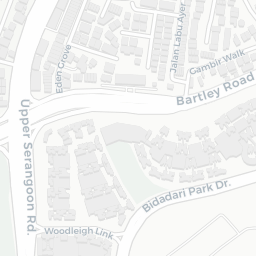 Eden Grove
Jalan Labu Ayer
Gambir Walk
Bartley Road
Upper Serangoon Rd.
Bidadari Park Dr.
Woodleigh Link